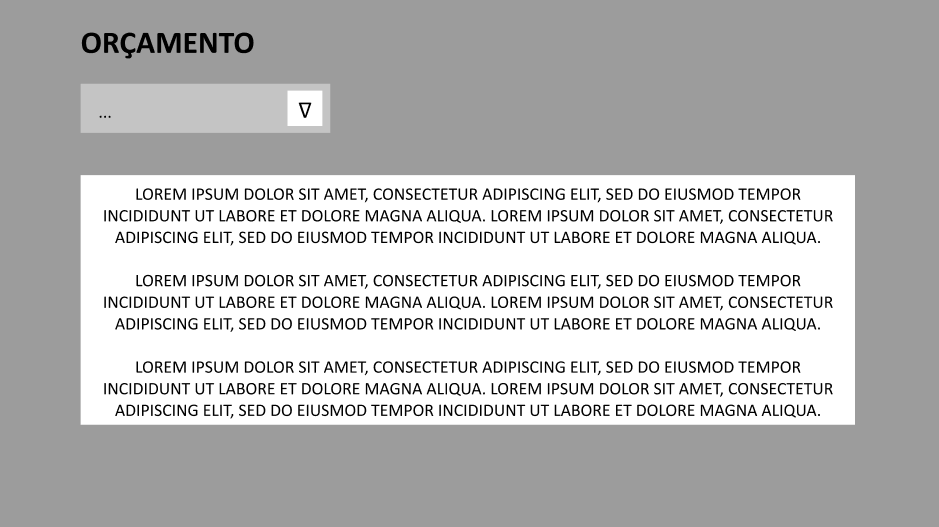 ORÇAMENTO
... ∇
LOREM IPSUM DOLOR SIT AMET, CONSECTETUR ADIPISCING ELIT, SED DO EIUSMOD TEMPOR
INCIDIDUNT UT LABORE ET DOLORE MAGNA ALIQUA. LOREM IPSUM DOLOR SIT AMET, CONSECTETUR
ADIPISCING ELIT, SED DO EIUSMOD TEMPOR INCIDIDUNT UT LABORE ET DOLORE MAGNA ALIQUA.
LOREM IPSUM DOLOR SIT AMET, CONSECTETUR ADIPISCING ELIT, SED DO EIUSMOD TEMPOR
INCIDIDUNT UT LABORE ET DOLORE MAGNA ALIQUA. LOREM IPSUM DOLOR SIT AMET, CONSECTETUR
ADIPISCING ELIT, SED DO EIUSMOD TEMPOR INCIDIDUNT UT LABORE ET DOLORE MAGNA ALIQUA.
LOREM IPSUM DOLOR SIT AMET, CONSECTETUR ADIPISCING ELIT, SED DO EIUSMOD TEMPOR
INCIDIDUNT UT LABORE ET DOLORE MAGNA ALIQUA. LOREM IPSUM DOLOR SIT AMET, CONSECTETUR
ADIPISCING ELIT, SED DO EIUSMOD TEMPOR INCIDIDUNT UT LABORE ET DOLORE MAGNA ALIQUA.